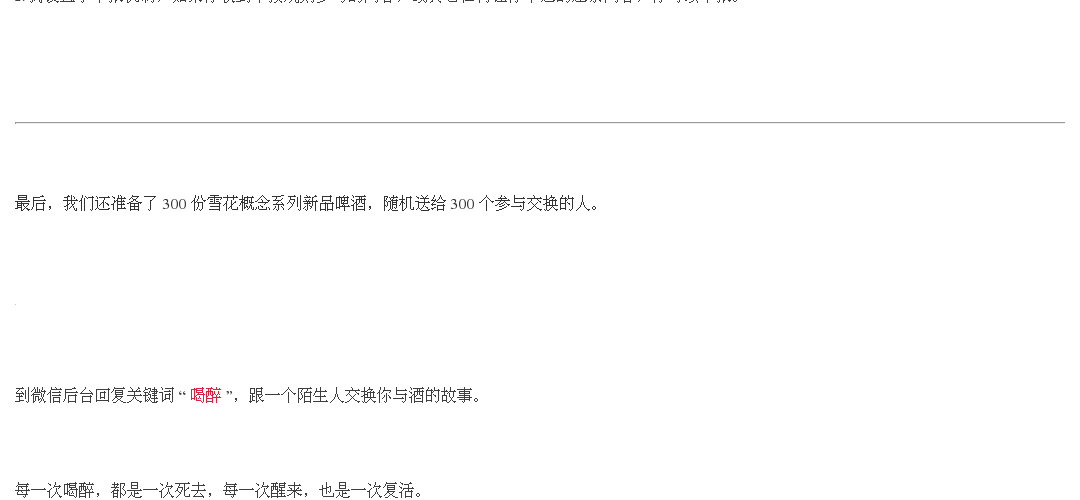 最后，我们还准备了 300 份雪花概念系列新品啤酒，随机送给 300 个参与交换的人。
到微信后台回复关键词 “ 喝醉 ”，跟一个陌生人交换你与酒的故事。
每一次喝醉，都是一次死去，每一次醒来，也是一次复活。